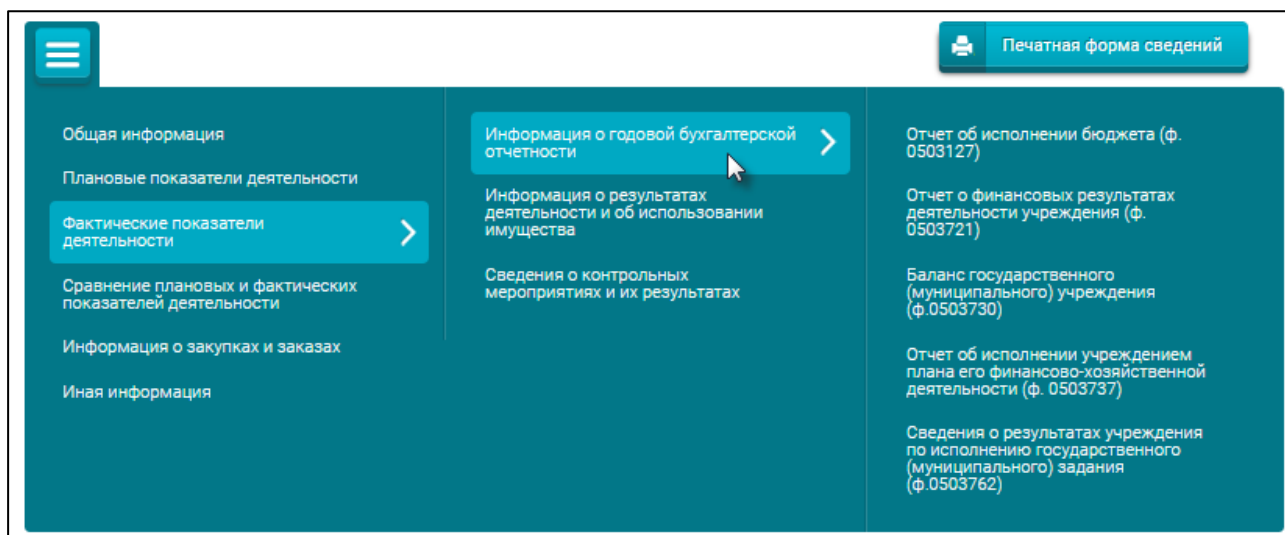 Печатная форма сведений
Общая информация
Плановые показатели деятельности
Фактические показатели
деятельности
Сравнение плановых и фактических
показателей деятельности
Информация о закупках и заказах
Иная информация
Информация о годовой бухгалтерской
отчетности
Информация о результатах
деятельности и об использовании
имущества
Сведения о контрольных
мероприятиях и их результатах
Отчет об исполнении бюджета (ф.
0503127)
Отчет о финансовых результатах
деятельности учреждения (ф.
0503721)
Баланс государственного
(муниципального) учреждения
(ф.0503730)
Отчет об исполнении учреждением
плана его финансово-хозяйственной
деятельности (ф. 0503737)
Сведения о результатах учреждения
по исполнению государственного
(муниципального) задания
(ф.0503762)